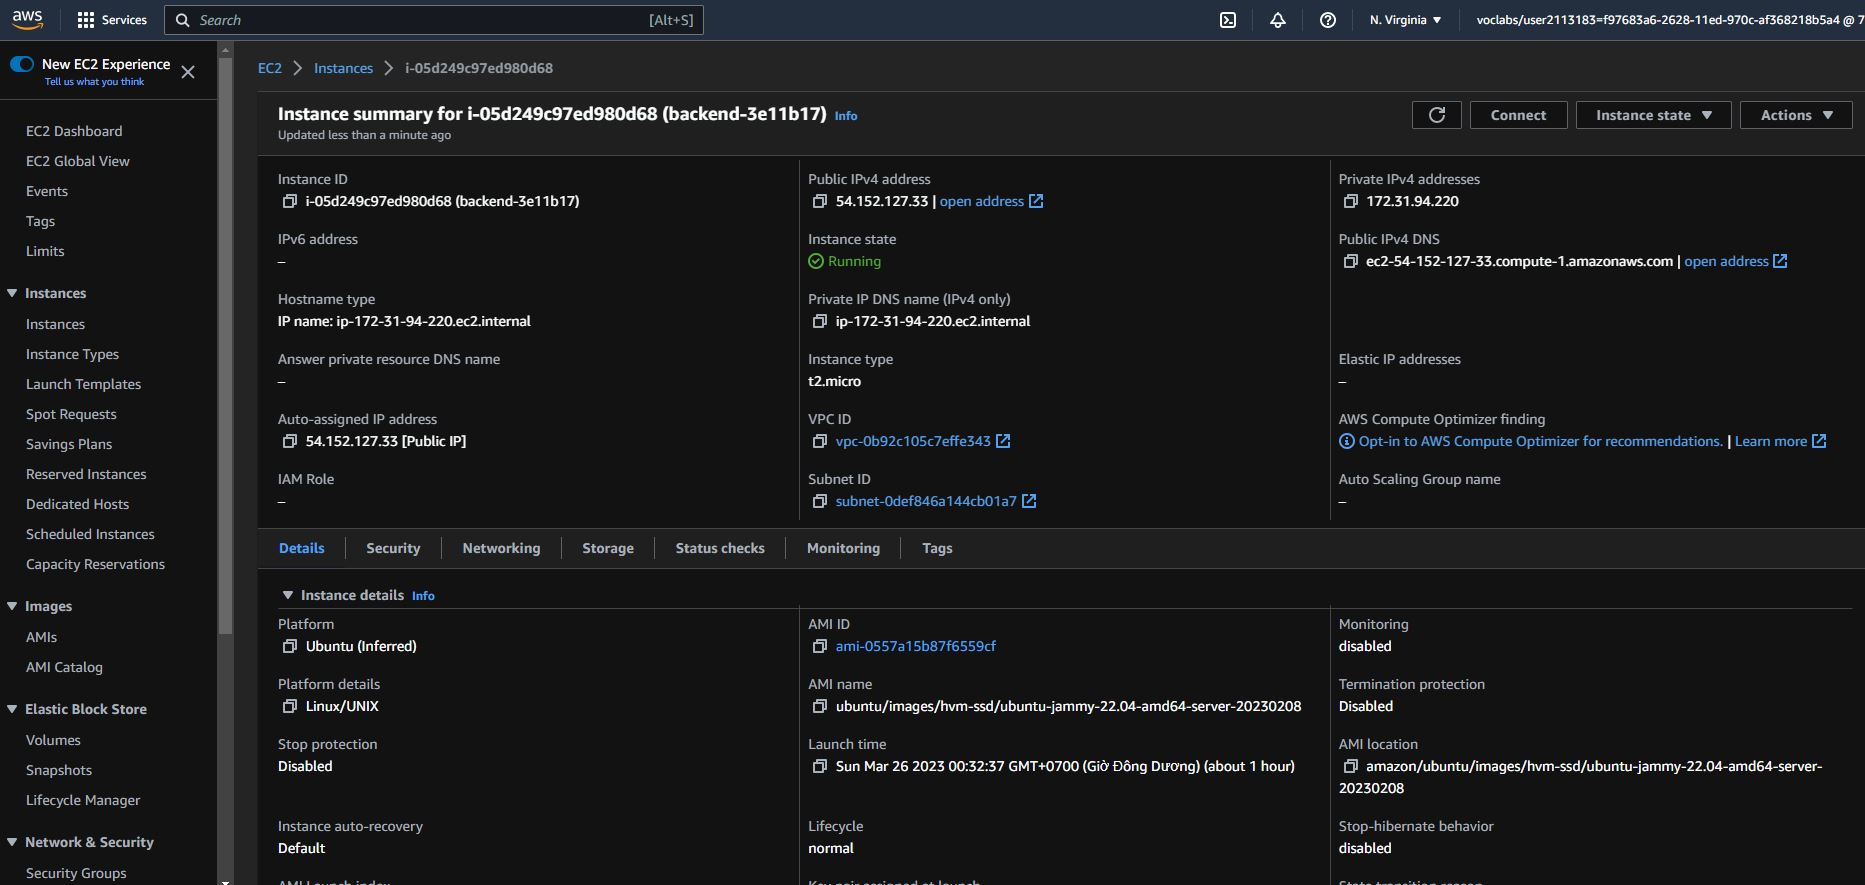 aws
Services
Search
[Alt+S]
N. Virginia
voclabs/user2113183=f97683a6-2628-11ed-970c-af368218b5a4 @ 7
New EC2 Experience
Tell us what you think
EC2 Dashboard
EC2 Global View
Events
Tags
Limits
Instances
Instances
Instance Types
Launch Templates
Spot Requests
Savings Plans
Reserved Instances
Dedicated Hosts
Scheduled Instances
Capacity Reservations
Images
AMIs
AMI Catalog
Elastic Block Store
Volumes
Snapshots
Lifecycle Manager
Network & Security
Security Groups
EC2 > Instances > i-05d249c97ed980d68
Instance summary for i-05d249c97ed980d68 (backend-3e11b17) Info
Updated less than a minute ago
Connect
Instance state
Actions
Instance ID
i-05d249c97ed980d68 (backend-3e11b17)
Public IPv4 address
54.152.127.33 | open address
Private IPv4 addresses
172.31.94.220
IPv6 address
–
Instance state
Running
Public IPv4 DNS
ec2-54-152-127-33.compute-1.amazonaws.com | open address
Hostname type
IP name: ip-172-31-94-220.ec2.internal
Private IP DNS name (IPv4 only)
ip-172-31-94-220.ec2.internal
Answer private resource DNS name
–
Instance type
t2.micro
Elastic IP addresses
–
Auto-assigned IP address
54.152.127.33 [Public IP]
VPC ID
vpc-0b92c105c7effe343
AWS Compute Optimizer finding
Opt-in to AWS Compute Optimizer for recommendations. | Learn more
IAM Role
–
Subnet ID
subnet-0def846a144cb01a7
Auto Scaling Group name
–
Details
Security
Networking
Storage
Status checks
Monitoring
Tags
Instance details Info
Platform
Ubuntu (Inferred)
AMI ID
ami-0557a15b87f6559cf
Monitoring
disabled
Platform details
Linux/UNIX
AMI name
ubuntu/images/hvm-ssd/ubuntu-jammy-22.04-amd64-server-20230208
Termination protection
Disabled
Stop protection
Disabled
Launch time
Sun Mar 26 2023 00:32:37 GMT+0700 (Giờ Đông Dương) (about 1 hour)
AMI location
amazon/ubuntu/images/hvm-ssd/ubuntu-jammy-22.04-amd64-server-
20230208
Instance auto-recovery
Default
Lifecycle
normal
Stop-hibernate behavior
disabled